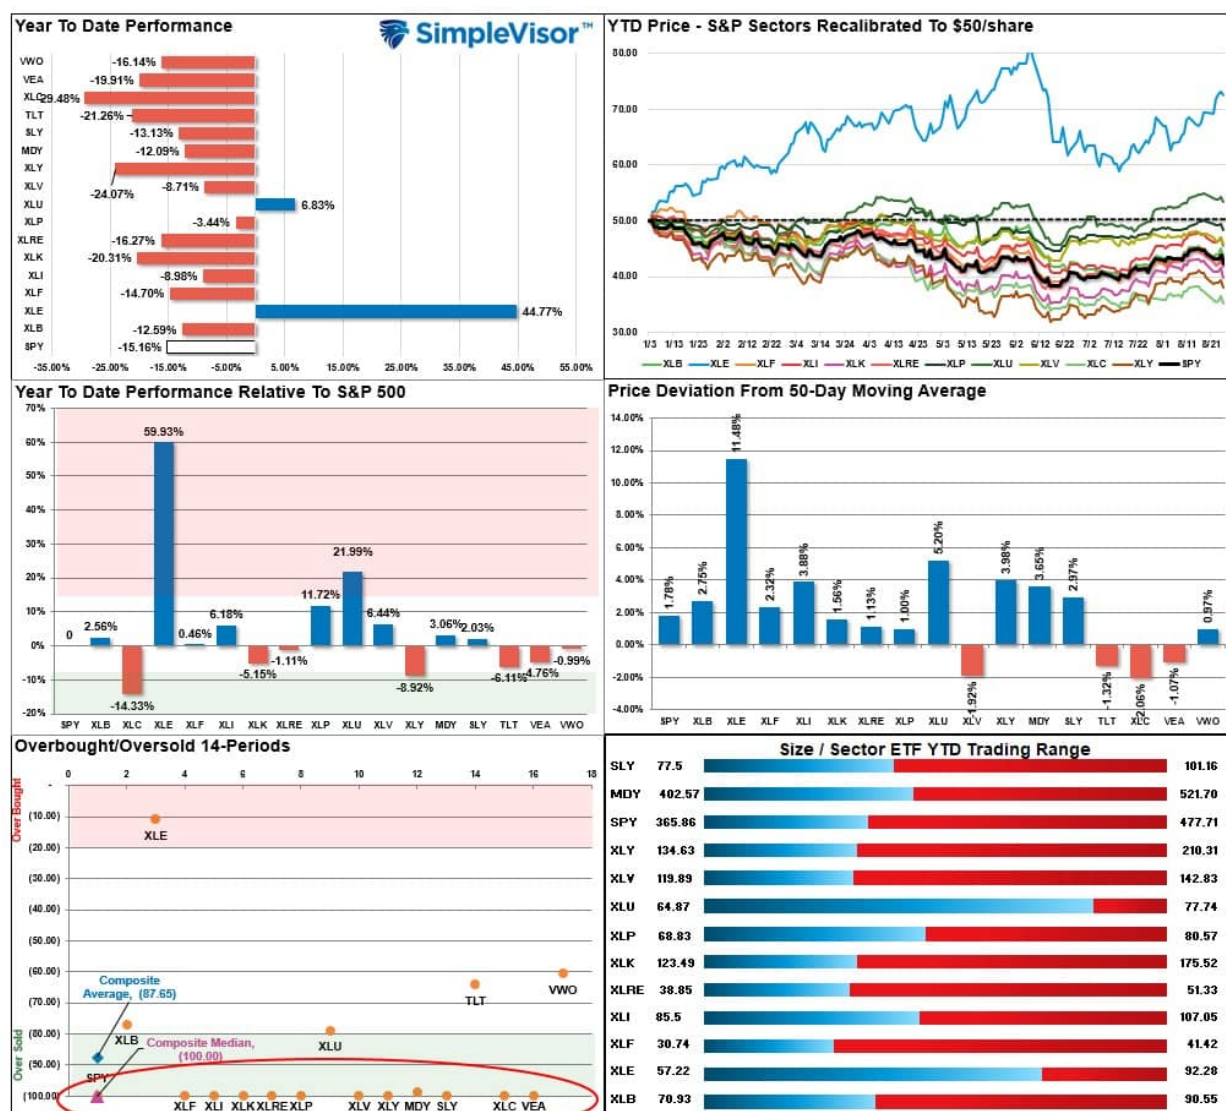 Year To Date Performance
SimpleVisor™
VWO -16.14%
VEA -19.91%
XLC -29.48%
TLT -21.26%
SLY -13.13%
MDY -12.09%
XLY -24.07%
XLV -8.71%
XLU 6.83%
XLP -3.44%
XLRE -16.27%
XLK -20.31%
XLI -8.98%
XLF -14.70%
XLE 44.77%
XLB -12.59%
SPY -15.16%
-35.00% -25.00% -15.00% -5.00% 5.00% 15.00% 25.00% 35.00% 45.00% 55.00%
YTD Price - S&P Sectors Recalibrated To $50/share
80.00
70.00
60.00
50.00
40.00
30.00
1/3 1/13 1/23 2/2 2/12 2/22 3/4 3/14 3/24 4/3 4/13 4/23 5/3 5/13 5/23 6/2 6/12 6/22 7/2 7/12 7/22 8/1 8/11 8/21
XLB XLE XLF XLI XLK XLRE XLP XLU XLV XLC XLY SPY
Year To Date Performance Relative To S&P 500
70%
60%
50%
40%
30%
20%
10%
0%
-10%
-20%
0 2.56% -14.33% 59.93% 0.46% 6.18% -5.15% -1.11% 11.72% 21.99% 6.44% -8.92% 3.06% 2.03% -6.11% -4.76% -0.99%
SPY XLB XLC XLE XLF XLI XLK XLRE XLP XLU XLV XLY MDY SLY TLT VEA VWO
Price Deviation From 50-Day Moving Average
14.00%
12.00%
10.00%
8.00%
6.00%
4.00%
2.00%
0.00%
-2.00%
-4.00%
1.78% 2.75% 11.48% 2.32% 3.88% 1.56% 1.13% 1.00% 5.20% -1.92% 3.98% 3.65% 2.97% -1.32% -2.06% -1.07% 0.97%
SPY XLB XLE XLF XLI XLK XLRE XLP XLU XLV XLY MDY SLY TLT XLC VEA VWO
Overbought/Oversold 14-Periods
0 2 4 6 8 10 12 14 16 18
-
(10.00)
(20.00)
(30.00)
(40.00)
(50.00)
(60.00)
(70.00)
(80.00)
(90.00)
(100.00)
Over Bought
Over Sold
XLE
Composite
Average, (87.65)
TLT
VWO
XLB
Composite Median,
(100.00)
XLU
SPY
XLF XLI XLK XLRE XLP XLV XLY MDY SLY XLC VEA
Size / Sector ETF YTD Trading Range
SLY 77.5 101.16
MDY 402.57 521.70
SPY 365.86 477.71
XLY 134.63 210.31
XLV 119.89 142.83
XLU 64.87 77.74
XLP 68.83 80.57
XLK 123.49 175.52
XLRE 38.85 51.33
XLI 85.5 107.05
XLF 30.74 41.42
XLE 57.22 92.28
XLB 70.93 90.55